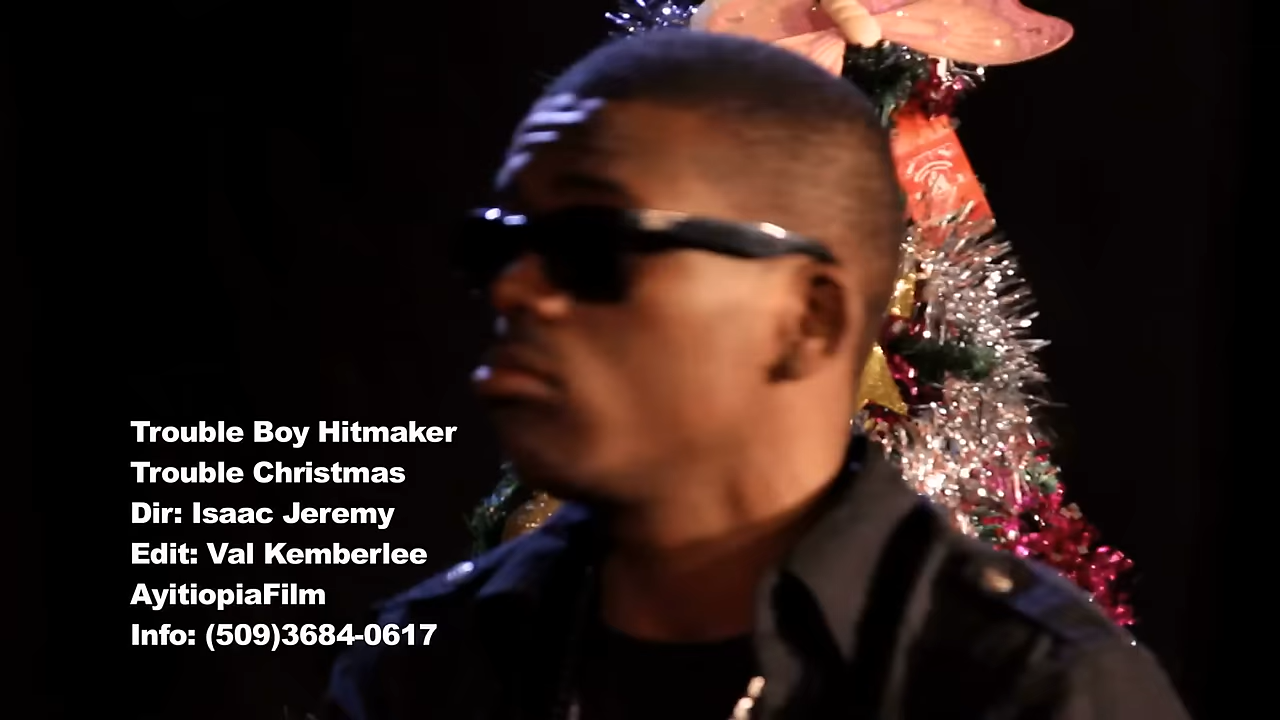 Trouble Boy Hitmaker
Trouble Christmas
Dir: Isaac Jeremy
Edit: Val Kemberlee
AyitiopiaFilm
Info: (509)3684-0617